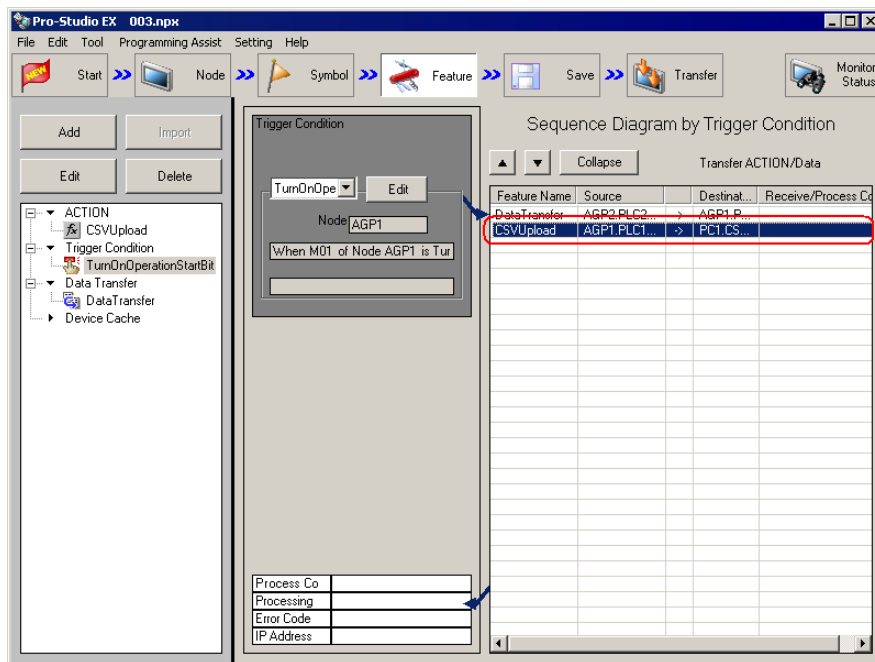 Pro-Studio EX 003.npx
File Edit Tool Programming Assist Setting Help
NEW Start Node Symbol Feature Save Transfer Monitor Status
Add Import
Edit Delete
ACTION
CSVUpload
Trigger Condition
TurnOnOperationStartBit
Data Transfer
DataTransfer
Device Cache
Trigger Condition
TurnOnOpe Edit
Node AGP1
When M01 of Node AGP1 is Tur
Process Co
Processing
Error Code
IP Address
Sequence Diagram by Trigger Condition
Collapse Transfer ACTION/Data
Feature Name Source Destinat... Receive/Process Co
DataTransfer AGP2.PLC2... -> AGP1.P...
CSVUpload AGP1.PLC1... -> PC1.CS...